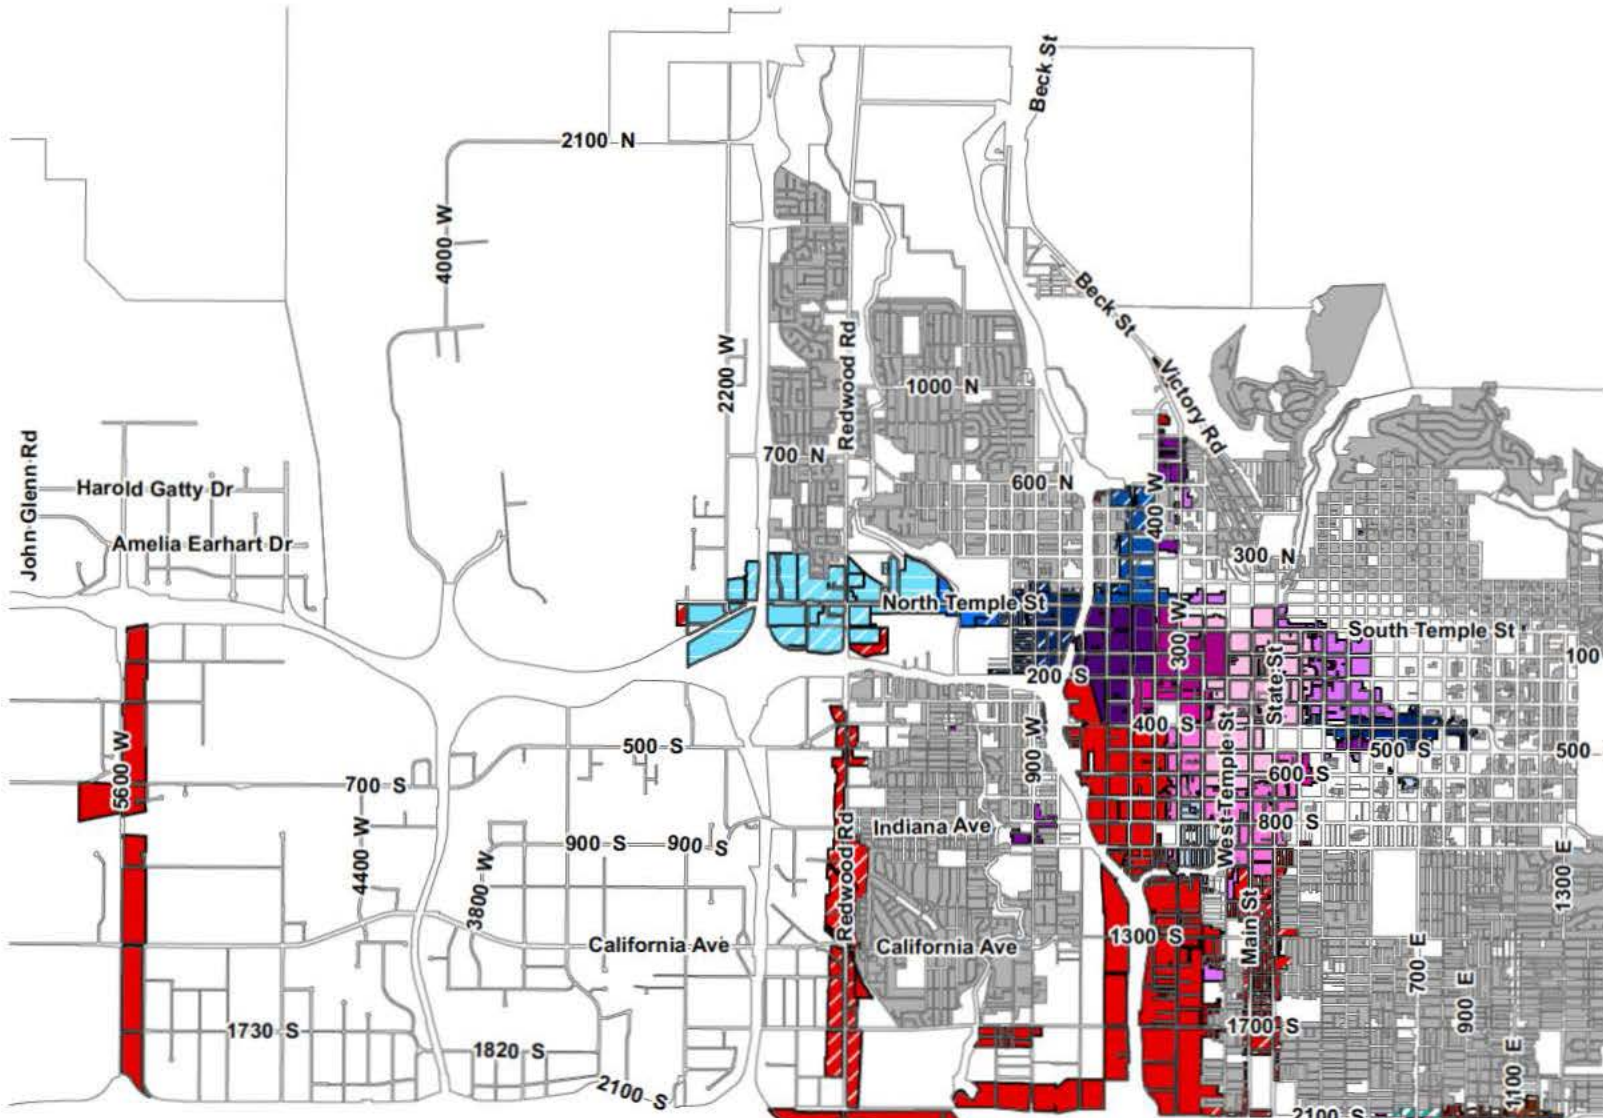 Beck St
2100 N
4000 W
Beck St
Redwood Rd
2200 W
1000 N
Victory Rd
700 N
John Glenn Rd
Harold Gatty Dr
600 N
400 W
Amelia Earhart Dr
300 N
North Temple St
300 W
South Temple St
100
200 S
State St
400 S
5600 W
500 S
900 W
West Temple St
500 S
500
700 S
600 S
Indiana Ave
800 S
4400 W
900 S
900 S
Redwood Rd
1300 E
3800 W
California Ave
California Ave
1300 S
Main St
700 E
900 E
1730 S
1700 S
1820 S
1100 E
2100 S
2100 S